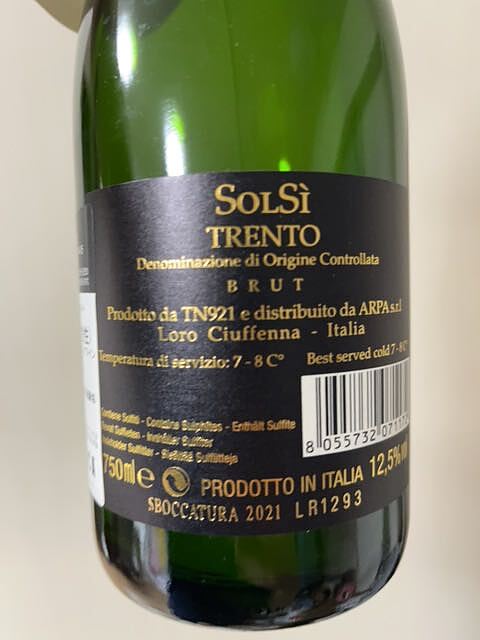 SOLSÌ
TRENTO
Denominazione di Origine Controllata
BRUT
Prodotto da TN921 e distribuito da ARPA s.r.l
Loro Ciuffenna - Italia
Temperatura di servizio: 7 - 8 C° Best served cold 7 - 8 C°
Contiene Solfiti - Contains Sulphites - Enthält Sulfite
8 055732 0711
750ml e PRODOTTO IN ITALIA 12,5%
SBOCCATURA 2021 LR1293